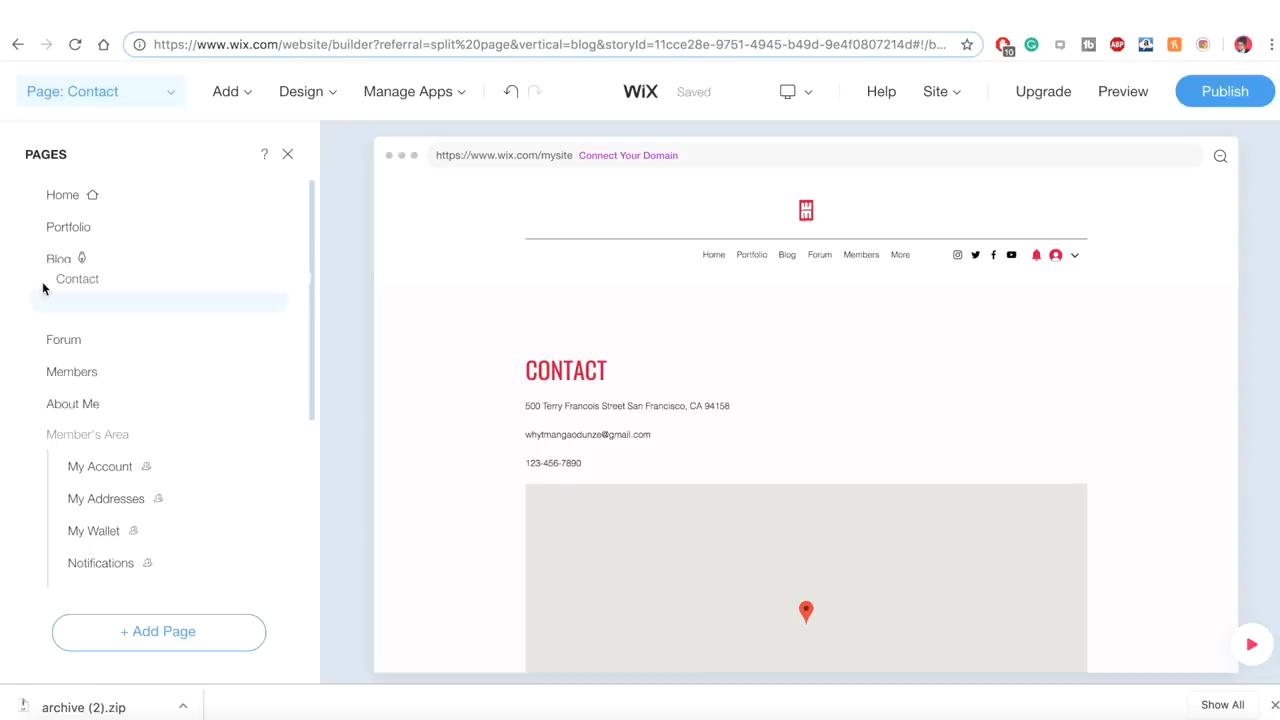 https://www.wix.com/website/builder?referral=split%20page&vertical=blog&storyId=11cce28e-9751-4945-b49d-9e4f0807214d#!/b...
10
ABP
Page: Contact
Add
Design
Manage Apps
WiX
Saved
Help
Site
Upgrade
Preview
Publish
PAGES
?
Home
Portfolio
Blog
Contact
Forum
Members
About Me
Member's Area
My Account
My Addresses
My Wallet
Notifications
+ Add Page
https://www.wix.com/mysite Connect Your Domain
Home Portfolio Blog Forum Members More
CONTACT
500 Terry Francois Street San Francisco, CA 94158
whytmangaodunze@gmail.com
123-456-7890
archive (2).zip
Show All